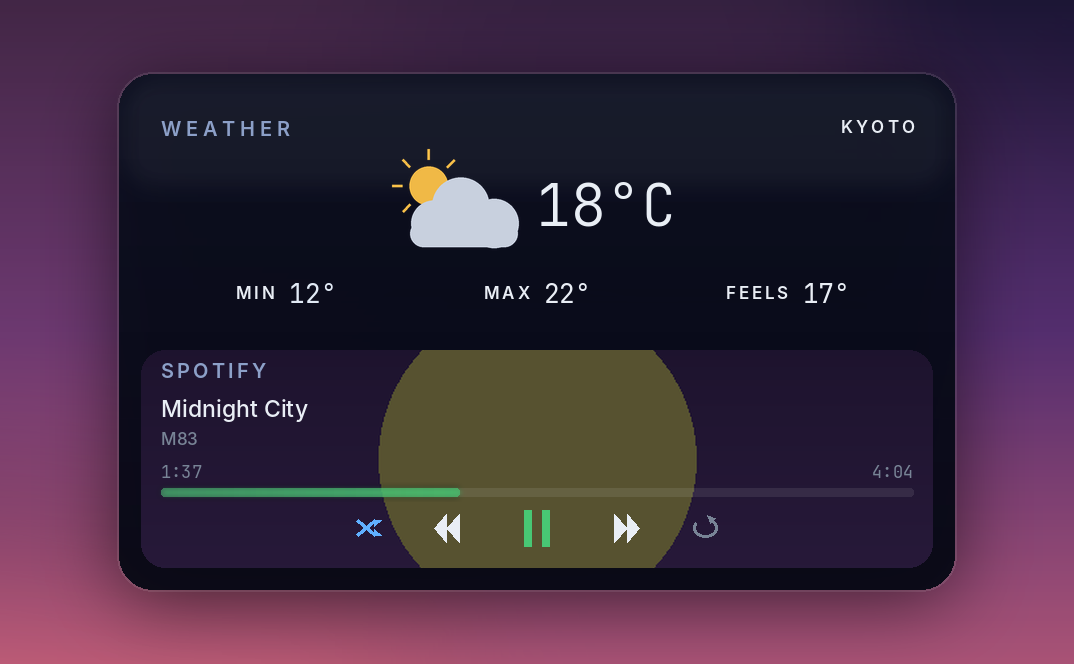 WEATHER
KYOTO
18°C
MIN 12°
MAX 22°
FEELS 17°
SPOTIFY
Midnight City
M83
1:37
4:04